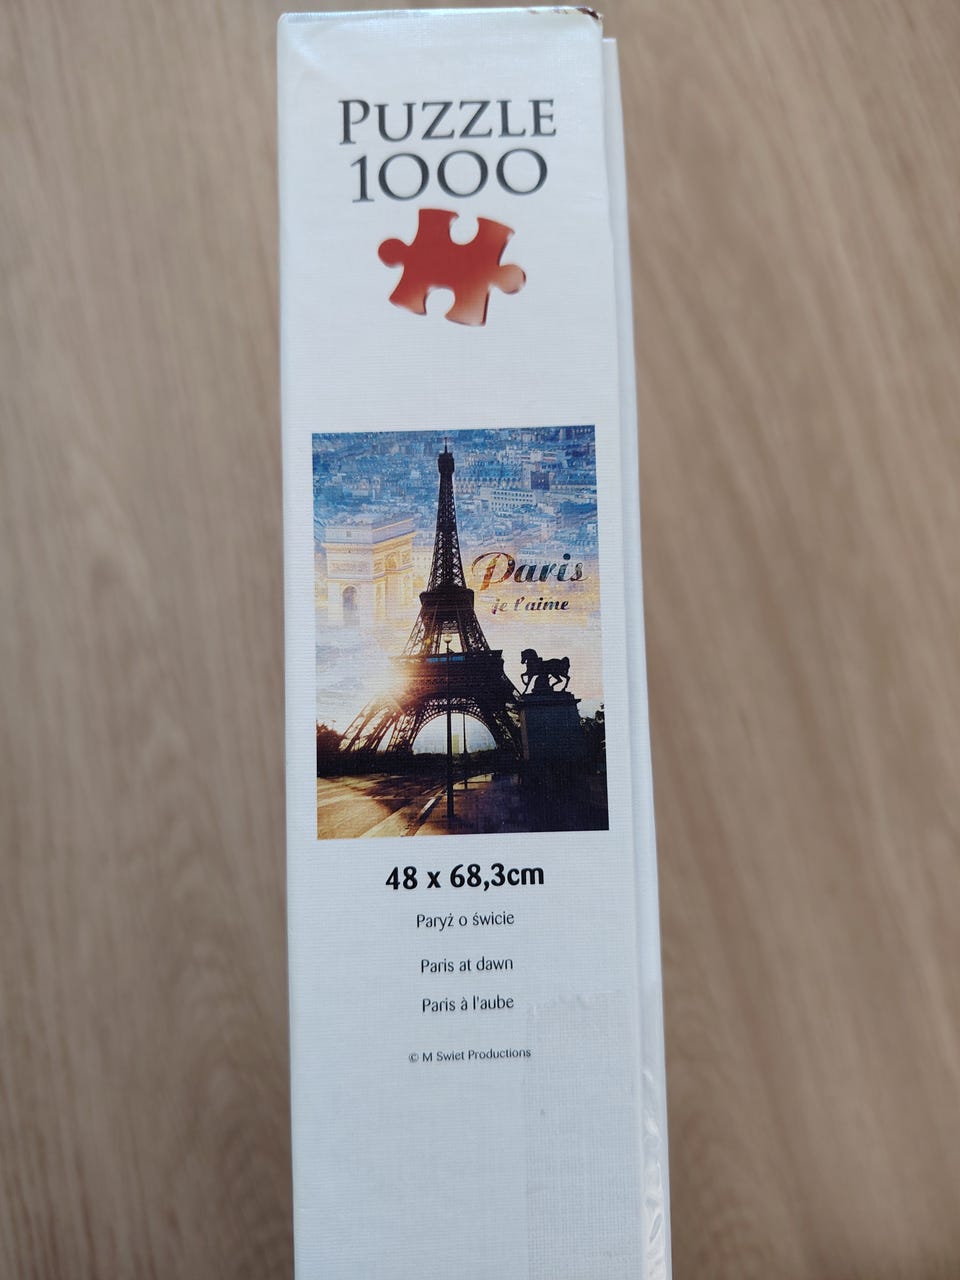 PUZZLE
1000
Paris
je t'aime
48 x 68,3cm
Paryż o świcie
Paris at dawn
Paris à l'aube
© M Swiet Productions